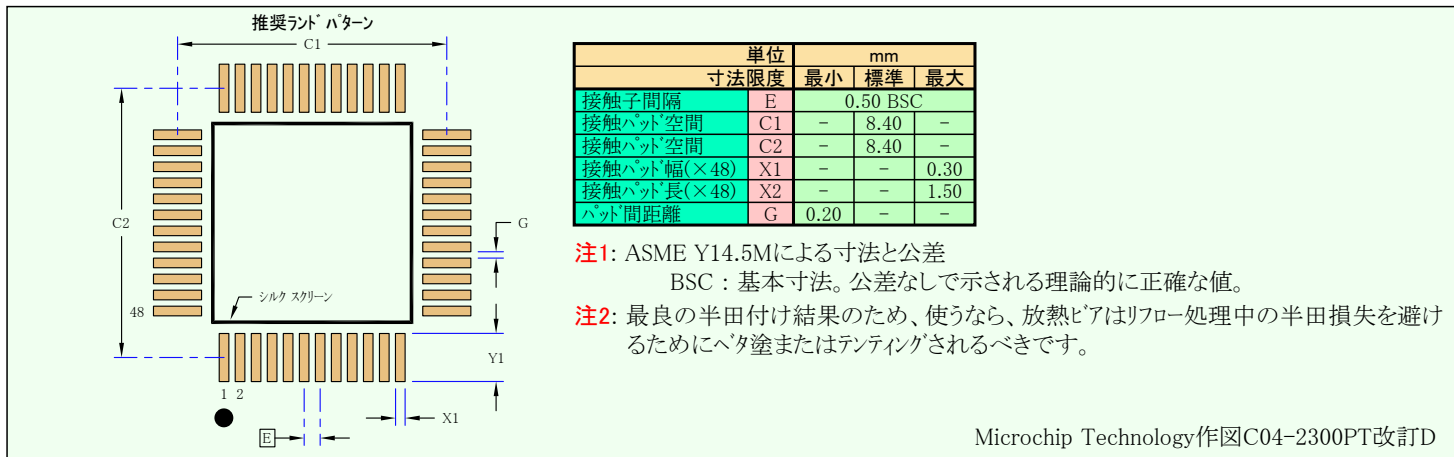 推奨ランド パターン
C1
C2
G
シルク スクリーン
48
Y1
1 2
X1
E
単位 mm
寸法限度 最小 標準 最大
接触子間隔 E 0.50 BSC
接触パッド空間 C1 - 8.40 -
接触パッド空間 C2 - 8.40 -
接触パッド幅(×48) X1 - - 0.30
接触パッド長(×48) X2 - - 1.50
パッド間距離 G 0.20 - -
注1: ASME Y14.5Mによる寸法と公差
BSC : 基本寸法。公差なしで示される理論的に正確な値。
注2: 最良の半田付け結果のため、使うなら、放熱ビアはリフロー処理中の半田損失を避け
るためにベタ塗またはテンティングされるべきです。
Microchip Technology作図C04-2300PT改訂D